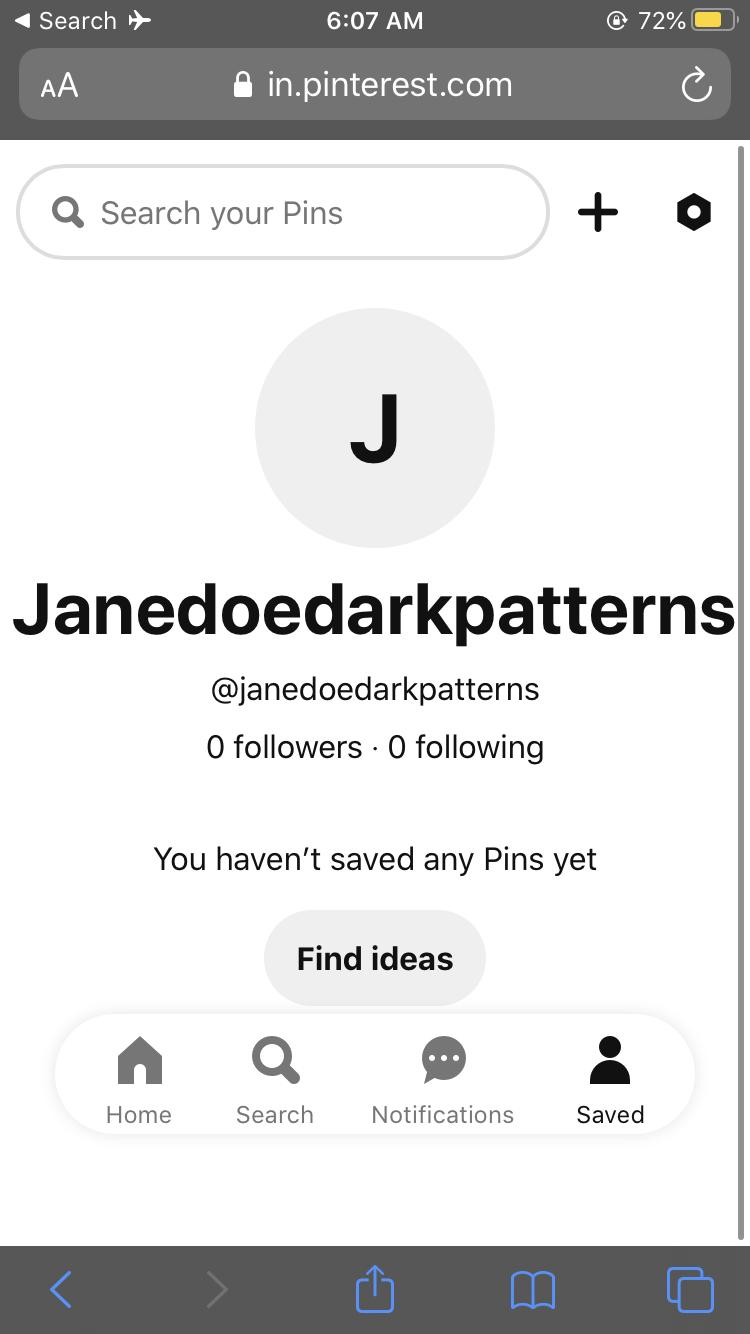 Search
6:07 AM
72%
AA
in.pinterest.com
Search your Pins
J
Janedoedarkpatterns
@janedoedarkpatterns
0 followers · 0 following
You haven’t saved any Pins yet
Find ideas
Home
Search
Notifications
Saved